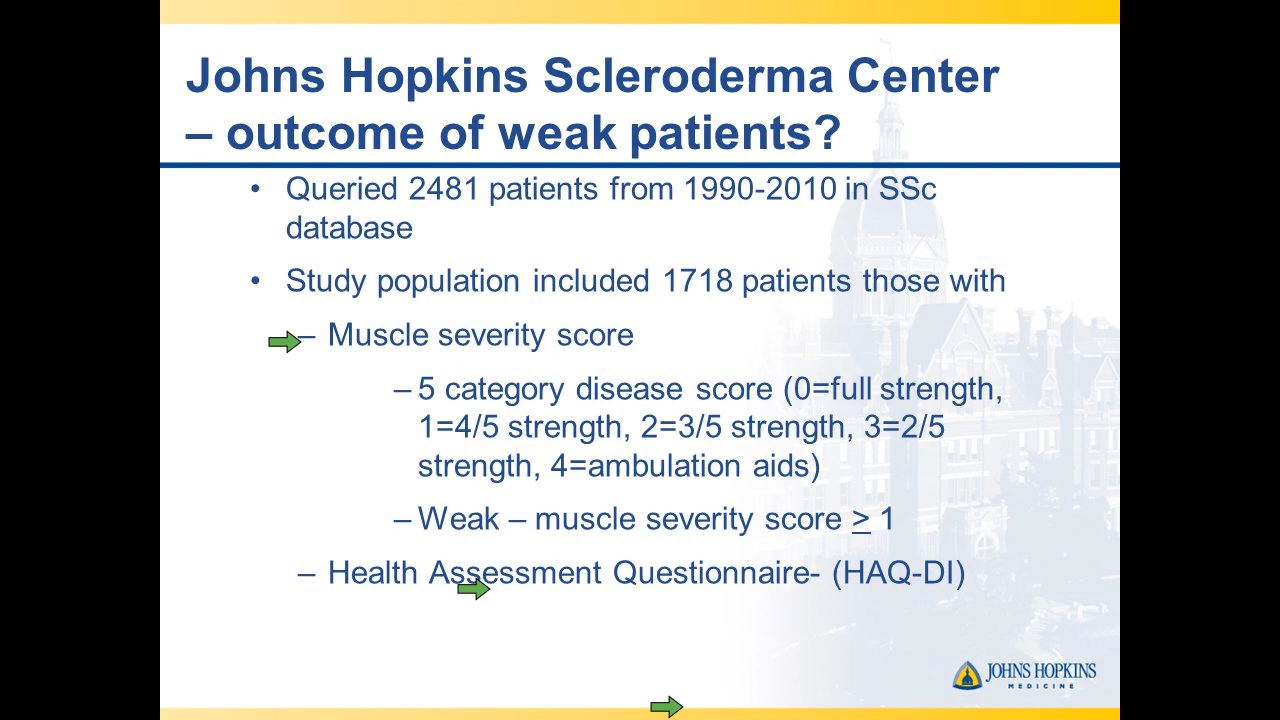 Johns Hopkins Scleroderma Center
– outcome of weak patients?
• Queried 2481 patients from 1990-2010 in SSc
database
• Study population included 1718 patients those with
– Muscle severity score
– 5 category disease score (0=full strength,
1=4/5 strength, 2=3/5 strength, 3=2/5
strength, 4=ambulation aids)
– Weak – muscle severity score ≥ 1
– Health Assessment Questionnaire- (HAQ-DI)
JOHNS HOPKINS
MEDICINE